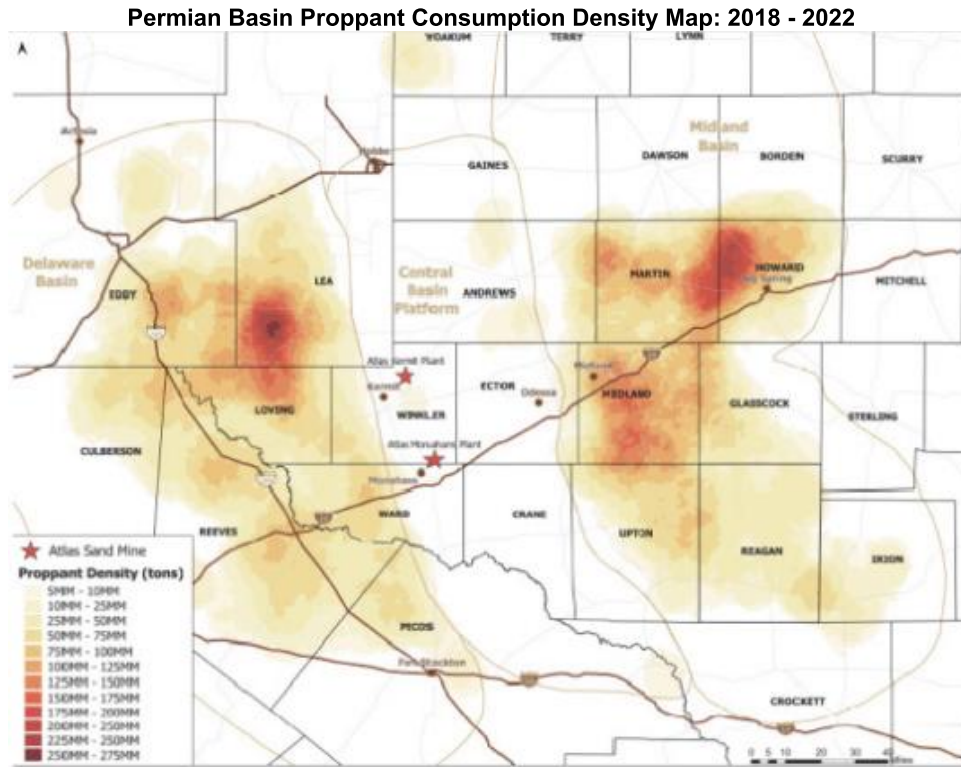 Permian Basin Proppant Consumption Density Map: 2018 - 2022
YOAKUM
TERRY
LYNN
Artesia
Hobbs
Midland
Basin
GAINES
DAWSON
BORDEN
SCURRY
Delaware
Basin
EDDY
LEA
Central
Basin
Platform
ANDREWS
MARTIN
HOWARD
Big Spring
MITCHELL
Atlas Kermit Plant
Kermit
WINKLER
ECTOR
Odessa
Midland
MIDLAND
GLASSCOCK
STERLING
LOVING
CULBERSON
Atlas Monahans Plant
Monahans
REEVES
WARD
CRANE
UPTON
REAGAN
IRION
PECOS
Fort Stockton
CROCKETT
Atlas Sand Mine
Proppant Density (tons)
5MM - 10MM
10MM - 25MM
25MM - 50MM
50MM - 75MM
75MM - 100MM
100MM - 125MM
125MM - 150MM
150MM - 175MM
175MM - 200MM
200MM - 250MM
225MM - 250MM
250MM - 275MM
0 5 10 20 30 40
Miles